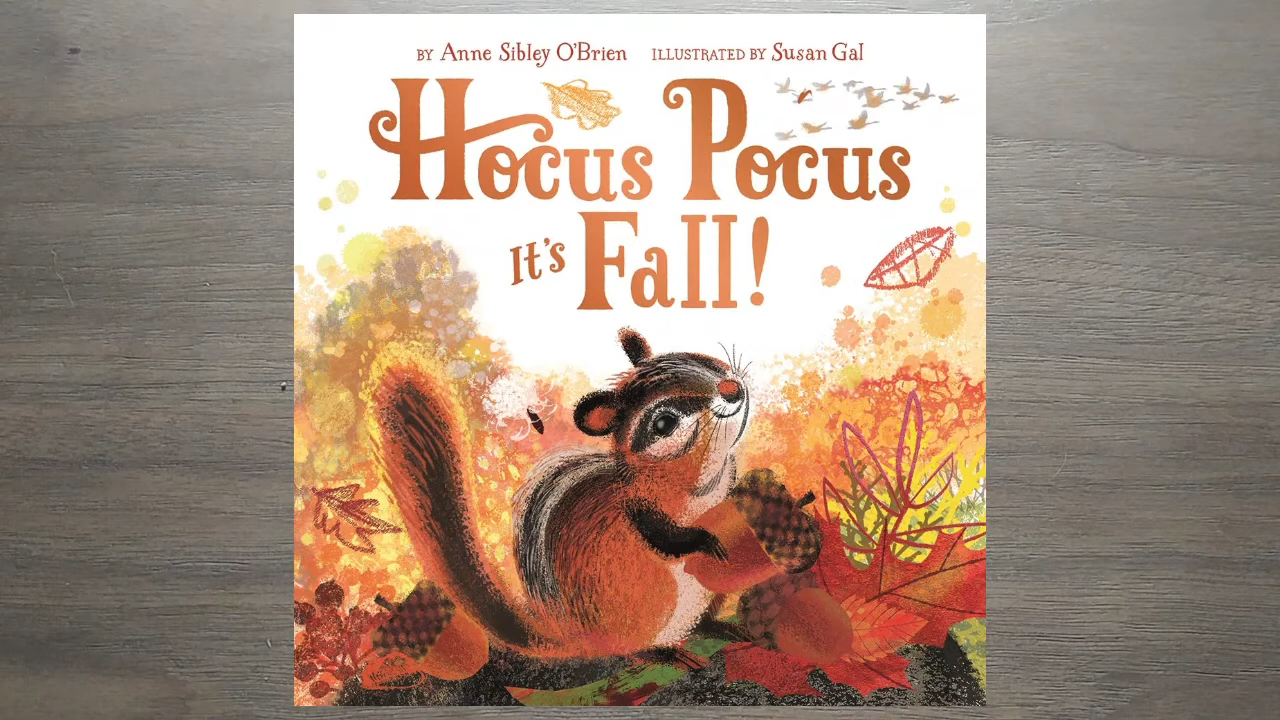 BY Anne Sibley O'Brien ILLUSTRATED BY Susan Gal
Hocus Pocus
It's Fall!